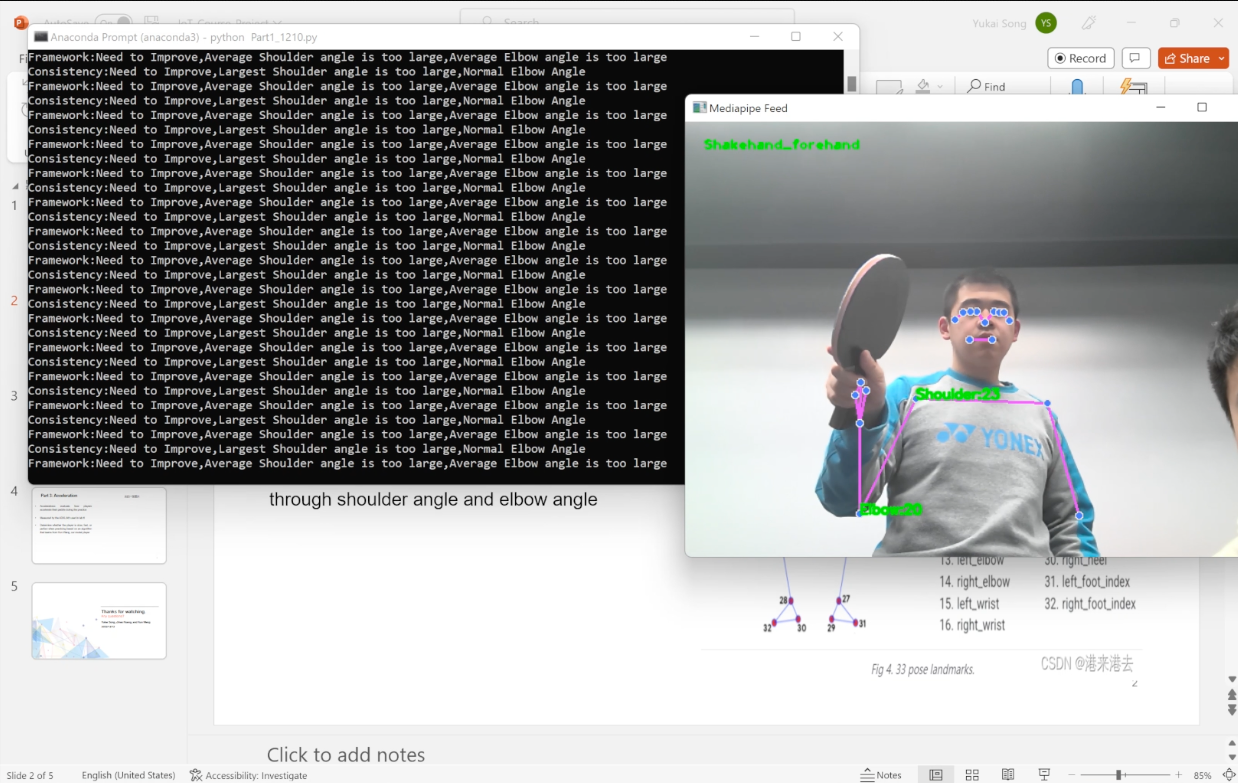 AutoSave
On
IoT Course Project
Search
Yukai Song
YS
Anaconda Prompt (anaconda3) - python Part1_1210.py
Record
Share
Find
Framework:Need to Improve,Average Shoulder angle is too large,Average Elbow angle is too large
Consistency:Need to Improve,Largest Shoulder angle is too large,Normal Elbow Angle
Framework:Need to Improve,Average Shoulder angle is too large,Average Elbow angle is too large
Consistency:Need to Improve,Largest Shoulder angle is too large,Normal Elbow Angle
Framework:Need to Improve,Average Shoulder angle is too large,Average Elbow angle is too large
Consistency:Need to Improve,Largest Shoulder angle is too large,Normal Elbow Angle
Framework:Need to Improve,Average Shoulder angle is too large,Average Elbow angle is too large
Consistency:Need to Improve,Largest Shoulder angle is too large,Normal Elbow Angle
Framework:Need to Improve,Average Shoulder angle is too large,Average Elbow angle is too large
Consistency:Need to Improve,Largest Shoulder angle is too large,Normal Elbow Angle
Framework:Need to Improve,Average Shoulder angle is too large,Average Elbow angle is too large
Consistency:Need to Improve,Largest Shoulder angle is too large,Normal Elbow Angle
Framework:Need to Improve,Average Shoulder angle is too large,Average Elbow angle is too large
Consistency:Need to Improve,Largest Shoulder angle is too large,Normal Elbow Angle
Framework:Need to Improve,Average Shoulder angle is too large,Average Elbow angle is too large
Consistency:Need to Improve,Largest Shoulder angle is too large,Normal Elbow Angle
Framework:Need to Improve,Average Shoulder angle is too large,Average Elbow angle is too large
Consistency:Need to Improve,Largest Shoulder angle is too large,Normal Elbow Angle
Framework:Need to Improve,Average Shoulder angle is too large,Average Elbow angle is too large
Consistency:Need to Improve,Largest Shoulder angle is too large,Normal Elbow Angle
Framework:Need to Improve,Average Shoulder angle is too large,Average Elbow angle is too large
Consistency:Need to Improve,Largest Shoulder angle is too large,Normal Elbow Angle
Framework:Need to Improve,Average Shoulder angle is too large,Average Elbow angle is too large
Consistency:Need to Improve,Largest Shoulder angle is too large,Normal Elbow Angle
Framework:Need to Improve,Average Shoulder angle is too large,Average Elbow angle is too large
Consistency:Need to Improve,Largest Shoulder angle is too large,Normal Elbow Angle
Framework:Need to Improve,Average Shoulder angle is too large,Average Elbow angle is too large
Consistency:Need to Improve,Largest Shoulder angle is too large,Normal Elbow Angle
Framework:Need to Improve,Average Shoulder angle is too large,Average Elbow angle is too large
Mediapipe Feed
Shakehand_forehand
Shoulder:25
YONEX
Elbow:20
1
2
3
4
5
Thanks for watching
through shoulder angle and elbow angle
13. left_elbow
30. right_heel
14. right_elbow
31. left_foot_index
15. left_wrist
32. right_foot_index
16. right_wrist
28
27
32
30
29
31
Fig 4. 33 pose landmarks.
CSDN @港来港去
2
Click to add notes
Slide 2 of 5
English (United States)
Accessibility: Investigate
Notes
85%